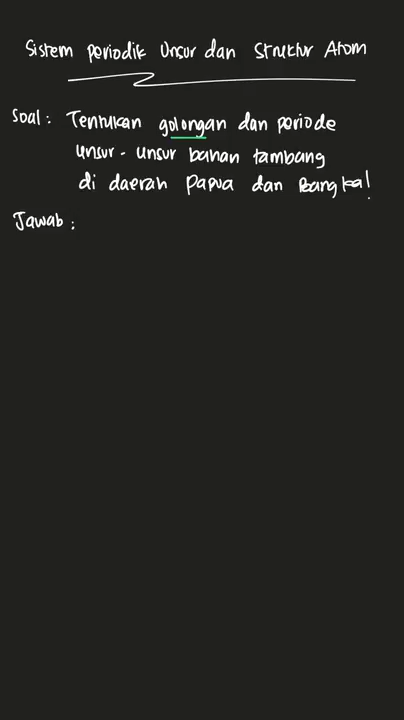 Sistem periodik Unsur dan Struktur Atom
Soal: Tentukan golongan dan periode
unsur-unsur bahan tambang
di daerah Papua dan Bangka!
Jawab: